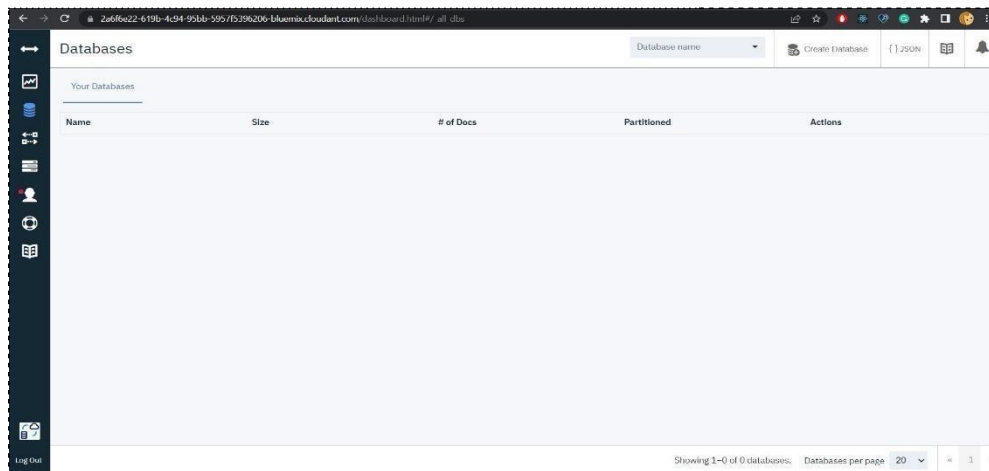 2a6f6e22-619b-4c94-95bb-5957f5396206-bluemix.cloudant.com/dashboard.html#/_all_dbs
Databases
Database name
Create Database
{ } JSON
Your Databases
Name Size # of Docs Partitioned Actions
Log Out
Showing 1–0 of 0 databases. Databases per page 20
1